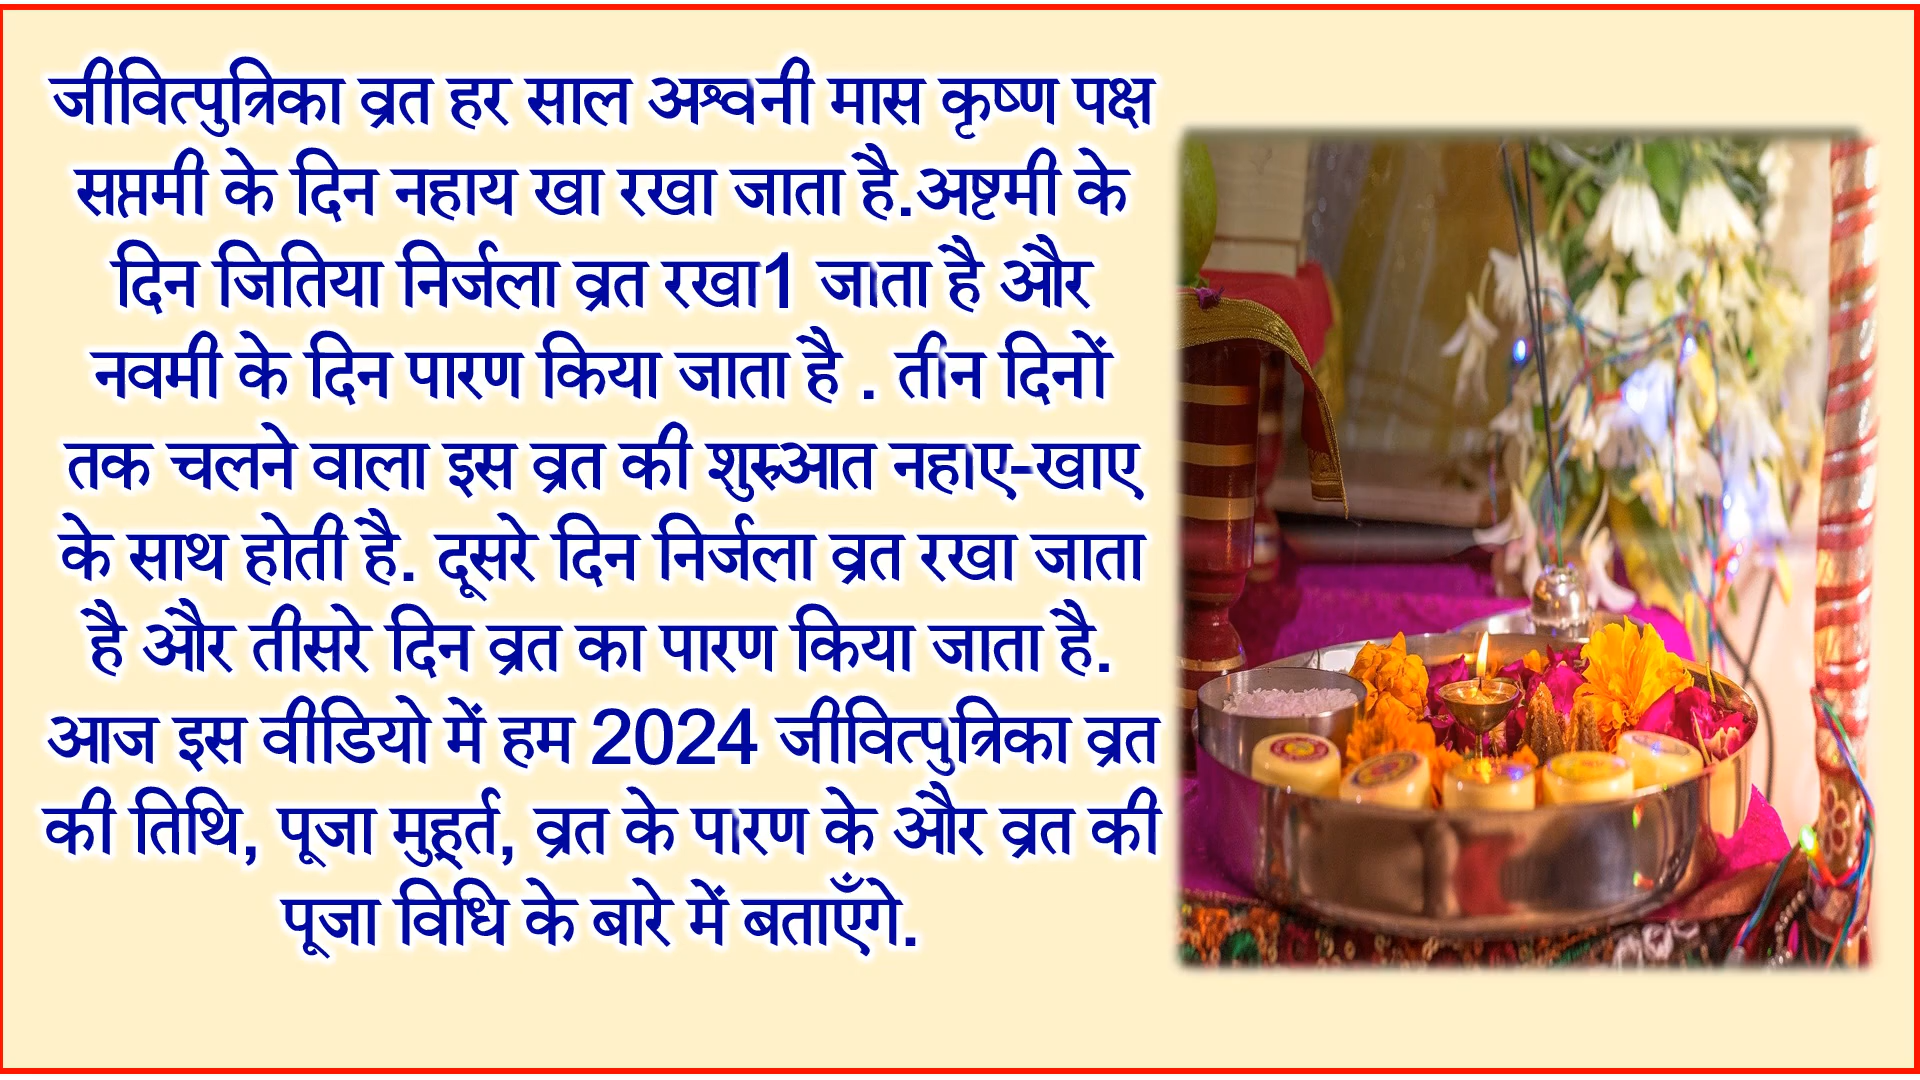 जीवित्पुत्रिका व्रत हर साल अश्वनी मास कृष्ण पक्ष
सप्तमी के दिन नहाय खा रखा जाता है.अष्टमी के
दिन जितिया निर्जला व्रत रखा1 जाता है और
नवमी के दिन पारण किया जाता है . तीन दिनों
तक चलने वाला इस व्रत की शुरुआत नहाए-खाए
के साथ होती है. दूसरे दिन निर्जला व्रत रखा जाता
है और तीसरे दिन व्रत का पारण किया जाता है.
आज इस वीडियो में हम 2024 जीवित्पुत्रिका व्रत
की तिथि, पूजा मुहूर्त, व्रत के पारण के और व्रत की
पूजा विधि के बारे में बताएँगे.